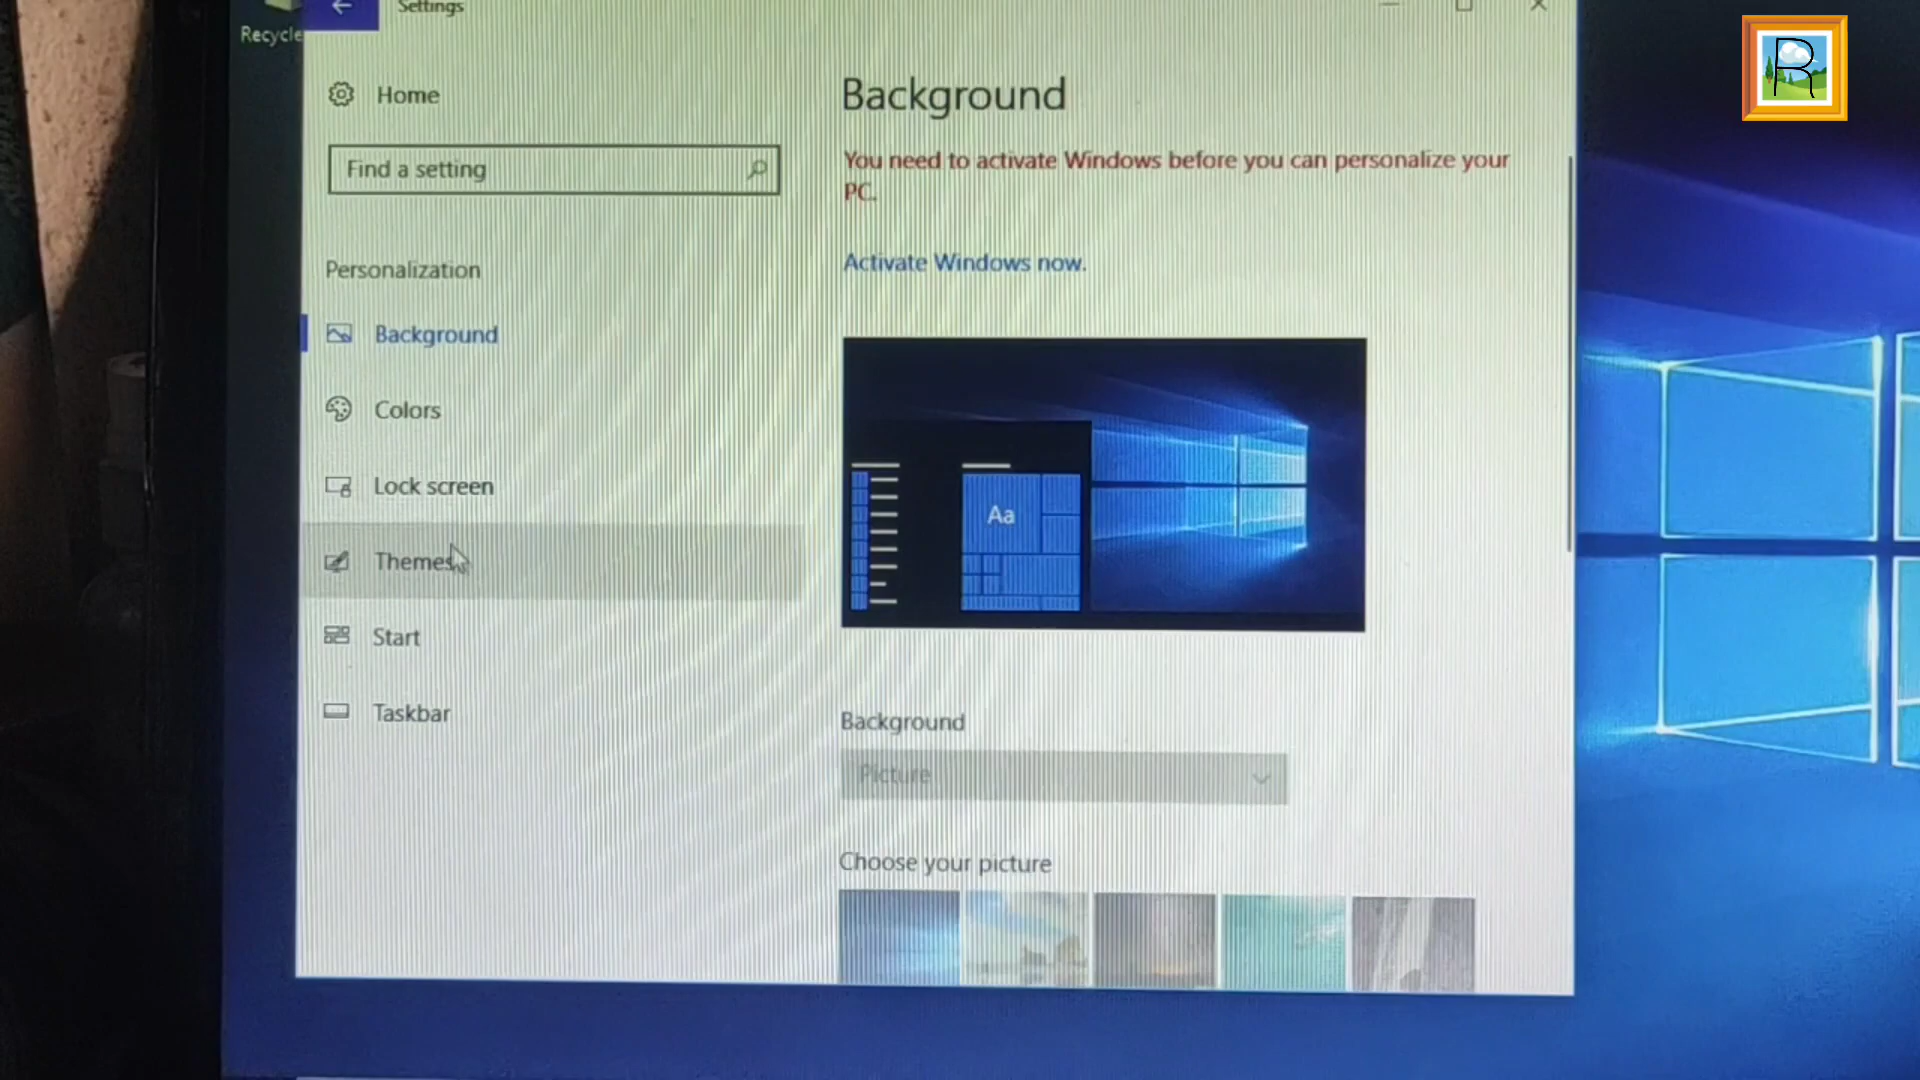 Settings
Recycle
Home
Find a setting
Personalization
Background
Colors
Lock screen
Themes
Start
Taskbar
Background
You need to activate Windows before you can personalize your
PC.
Activate Windows now.
Aa
Background
Picture
Choose your picture
R